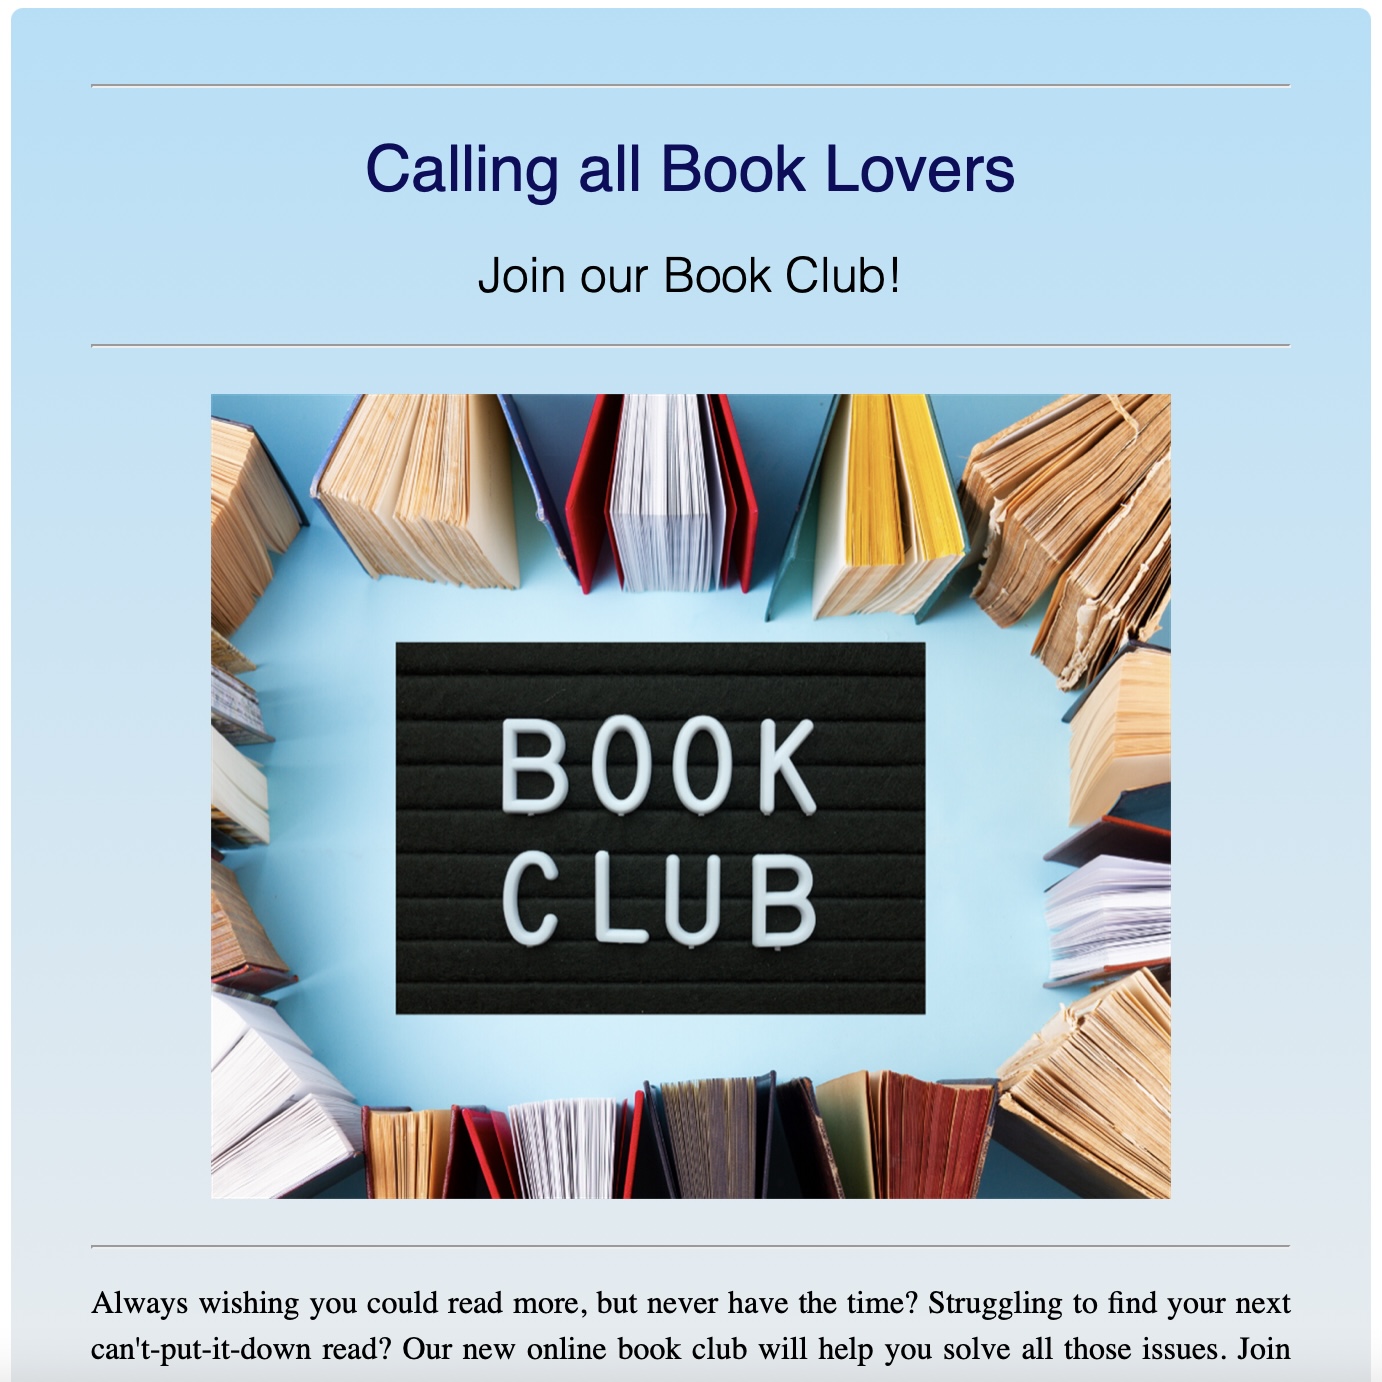 Calling all Book Lovers
Join our Book Club!
BOOK
CLUB
Always wishing you could read more, but never have the time? Struggling to find your next
can't-put-it-down read? Our new online book club will help you solve all those issues. Join